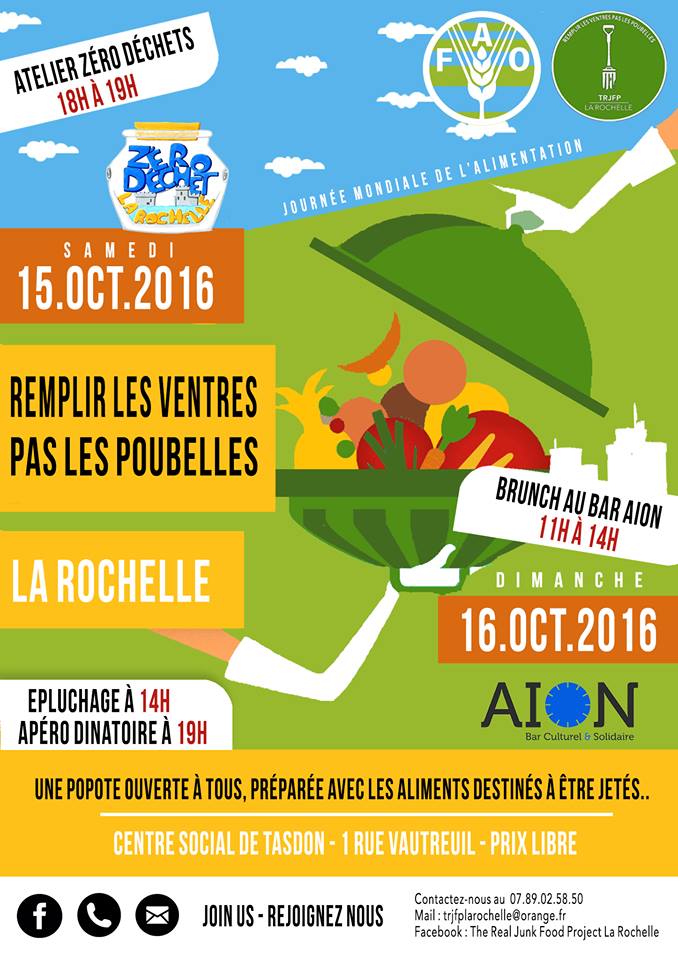 ATELIER ZÉRO DÉCHETS
18H À 19H
FAO
REMPLIR LES VENTRES PAS LES POUBELLES
TRJFP
LA ROCHELLE
ZÉRO
DÉCHET
LA ROCHELLE
JOURNÉE MONDIALE DE L'ALIMENTATION
SAMEDI
15.OCT.2016
REMPLIR LES VENTRES
PAS LES POUBELLES
LA ROCHELLE
BRUNCH AU BAR AION
11H À 14H
DIMANCHE
16.OCT.2016
AION
Bar Culturel & Solidaire
EPLUCHAGE À 14H
APÉRO DINATOIRE À 19H
UNE POPOTE OUVERTE À TOUS, PRÉPARÉE AVEC LES ALIMENTS DESTINÉS À ÊTRE JETÉS..
CENTRE SOCIAL DE TASDON - 1 RUE VAUTREUIL - PRIX LIBRE
JOIN US - REJOIGNEZ NOUS
Contactez-nous au 07.89.02.58.50
Mail : trjfplarochelle@orange.fr
Facebook : The Real Junk Food Project La Rochelle